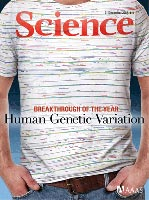 Science
BREAKTHROUGH OF THE YEAR
Human Genetic Variation
AAAS